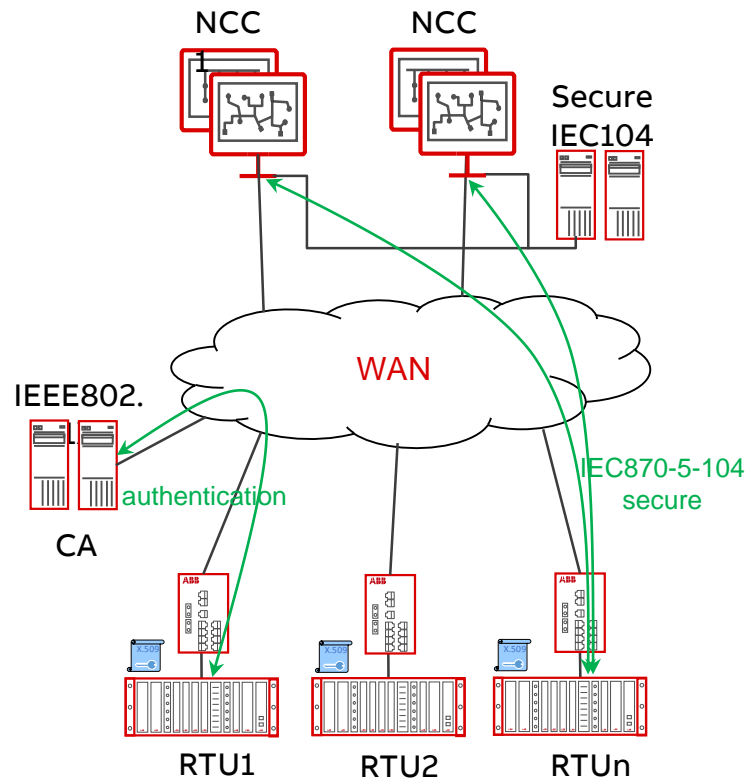 NCC
1
NCC
Secure
IEC104
WAN
IEEE802.
authentication
CA
IEC870-5-104
secure
ABB
ABB
ABB
X.509
X.509
X.509
RTU1
RTU2
RTUn